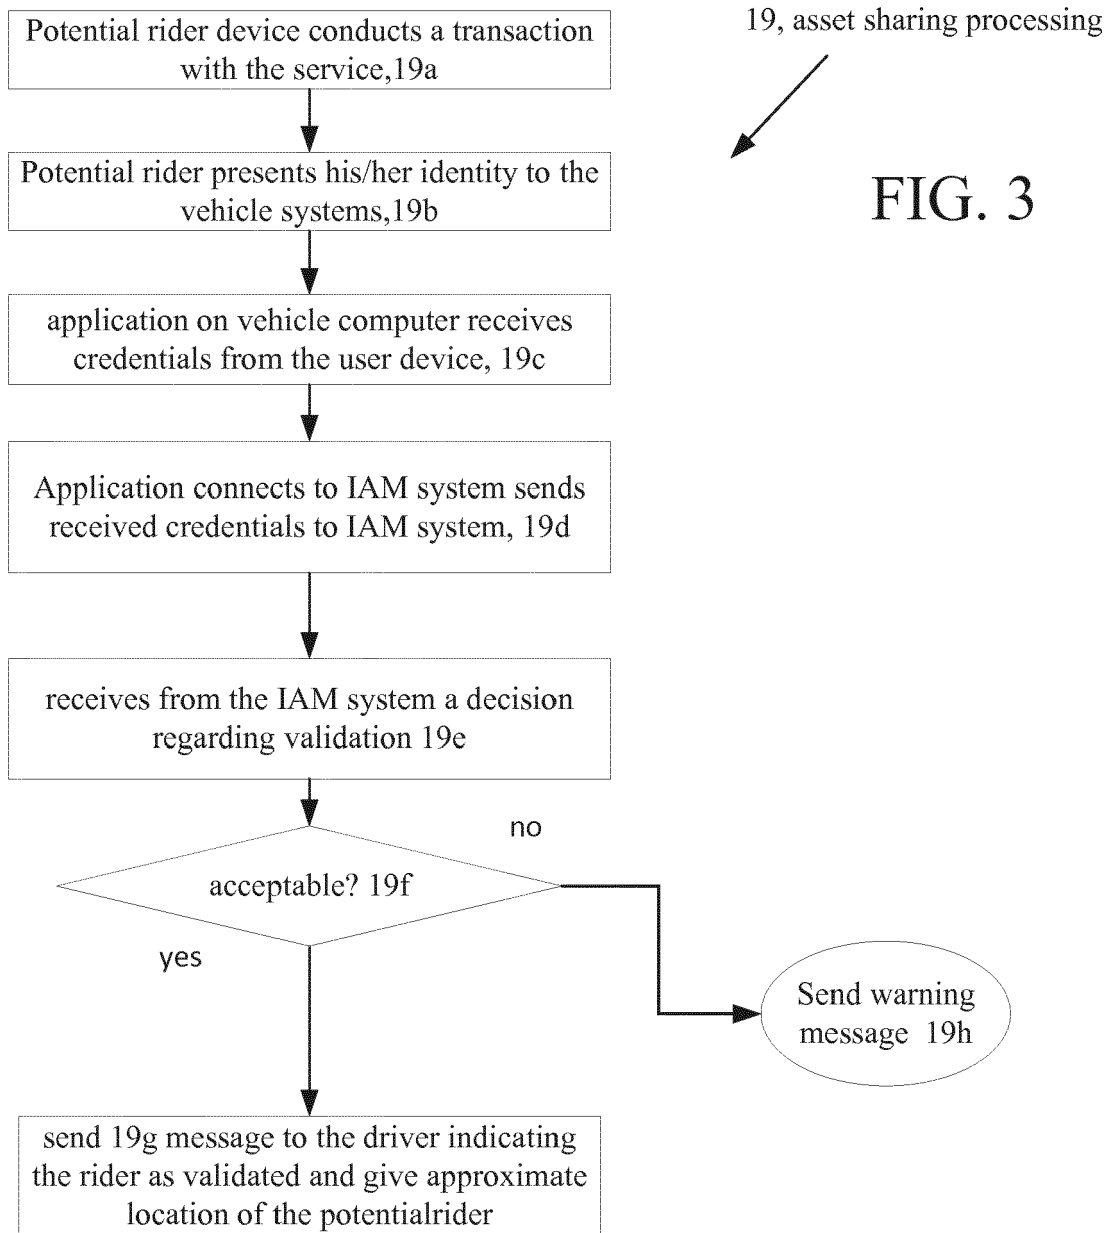 19, asset sharing processing
FIG. 3
Potential rider device conducts a transaction
with the service,19a
Potential rider presents his/her identity to the
vehicle systems,19b
application on vehicle computer receives
credentials from the user device, 19c
Application connects to IAM system sends
received credentials to IAM system, 19d
receives from the IAM system a decision
regarding validation 19e
acceptable? 19f
no
yes
Send warning
message 19h
send 19g message to the driver indicating
the rider as validated and give approximate
location of the potentialrider